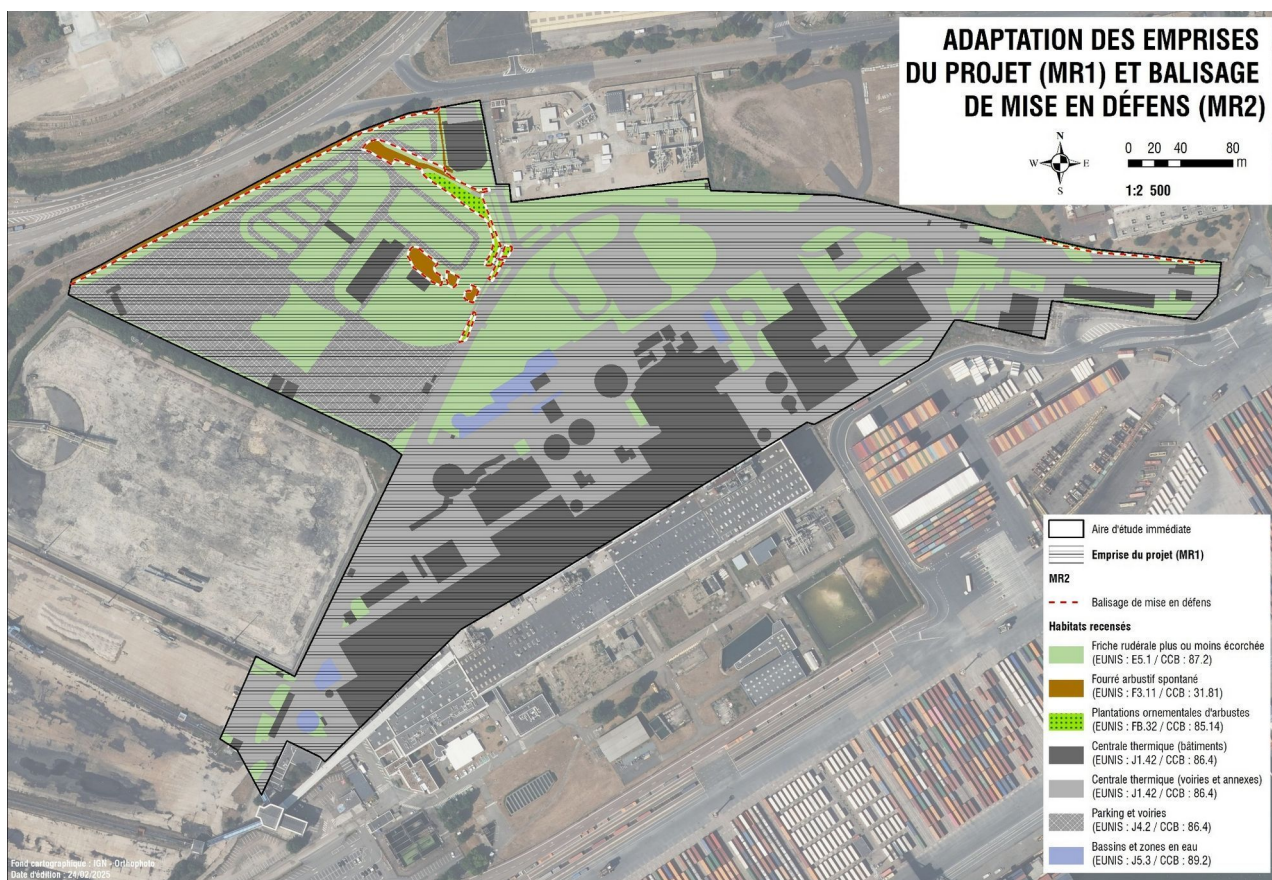 ADAPTATION DES EMPRISES
DU PROJET (MR1) ET BALISAGE
DE MISE EN DÉFENS (MR2)
N
W E
S
0 20 40 80
m
1:2 500
Aire d'étude immédiate
Emprise du projet (MR1)
MR2
Balisage de mise en défens
Habitats recensés
Friche rudérale plus ou moins écorchée
(EUNIS : E5.1 / CCB : 87.2)
Fourré arbustif spontané
(EUNIS : F3.11 / CCB : 31.81)
Plantations ornementales d'arbustes
(EUNIS : FB.32 / CCB : 85.14)
Centrale thermique (bâtiments)
(EUNIS : J1.42 / CCB : 86.4)
Centrale thermique (voiries et annexes)
(EUNIS : J1.42 / CCB : 86.4)
Parking et voiries
(EUNIS : J4.2 / CCB : 86.4)
Bassins et zones en eau
(EUNIS : J5.3 / CCB : 89.2)
Fond cartographique : IGN - Orthophoto
Date d'édition : 24/02/2025